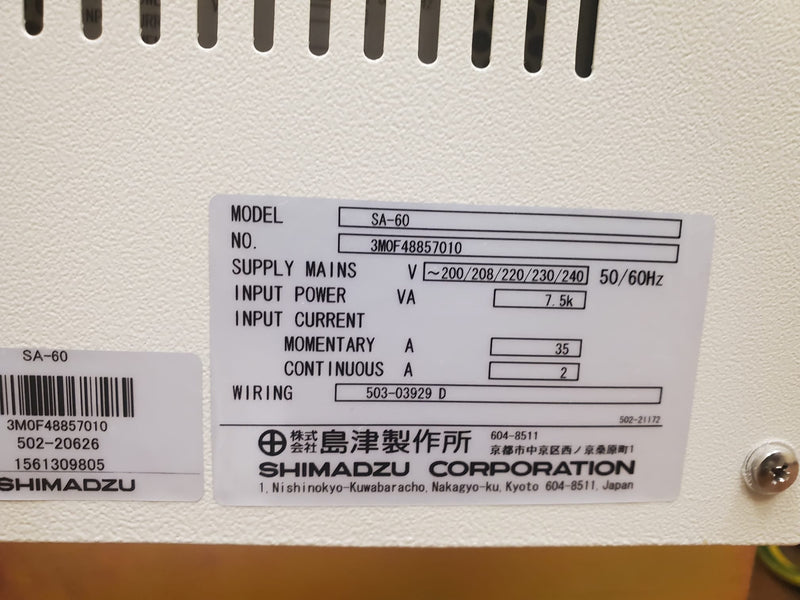 MODEL SA-60
NO. 3M0F48857010
SUPPLY MAINS V ~200/208/220/230/240 50/60Hz
INPUT POWER VA 7.5k
INPUT CURRENT
MOMENTARY A 35
CONTINUOUS A 2
WIRING 503-03929 D
502-21172
株式会社 島津製作所
604-8511
京都市中京区西ノ京桑原町1
SHIMADZU CORPORATION
1, Nishinokyo-Kuwabaracho, Nakagyo-ku, Kyoto 604-8511, Japan
SA-60
3M0F48857010
502-20626
1561309805
SHIMADZU